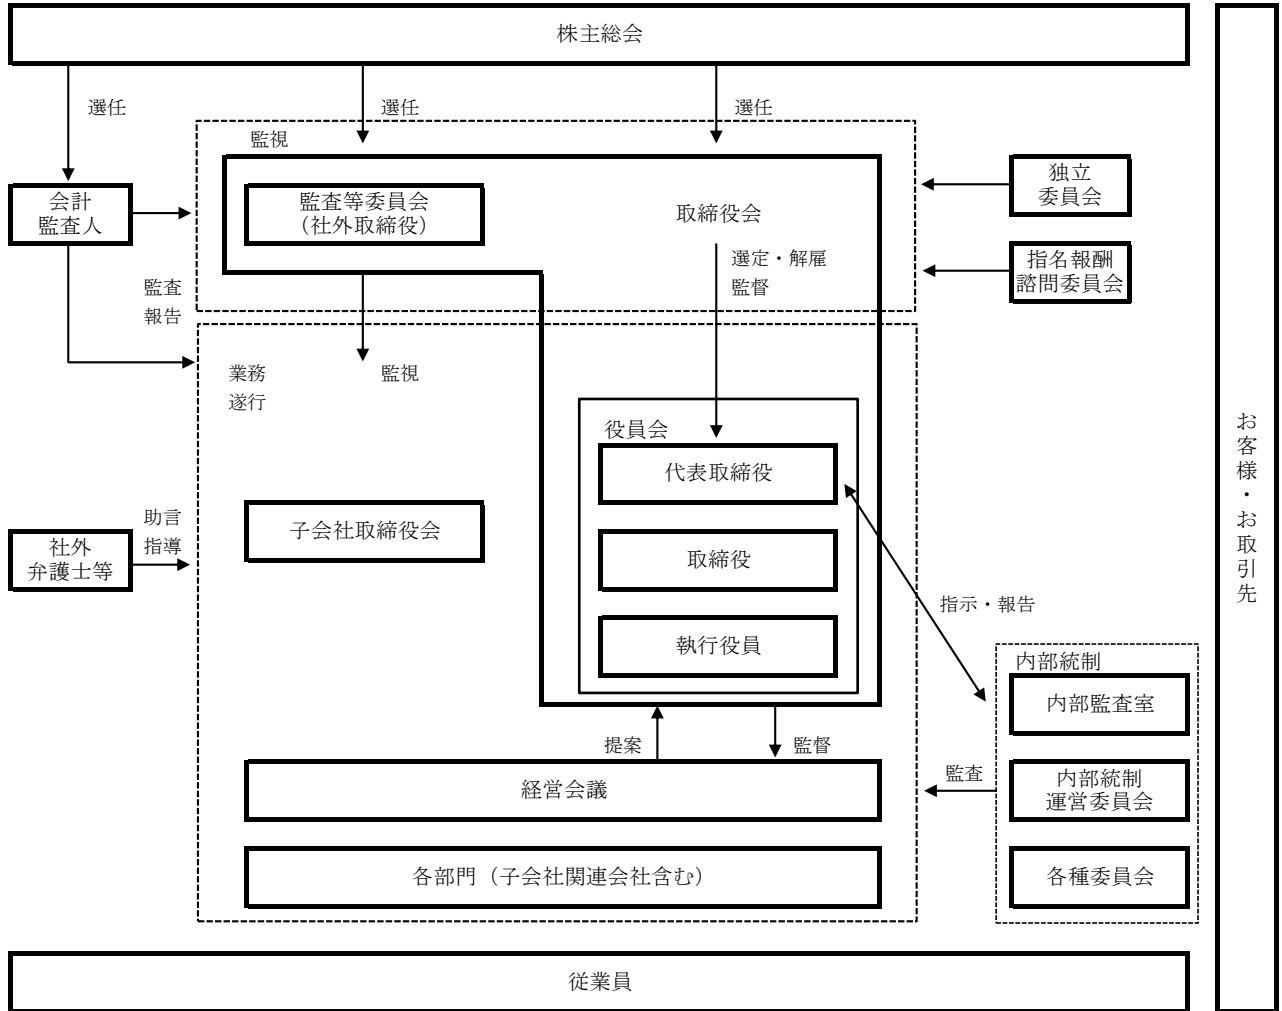 株主総会
選任
選任
選任
監視
会計
監査人
監査等委員会
（社外取締役）
取締役会
独立
委員会
選定・解雇
監督
指名報酬
諮問委員会
監査
報告
業務
遂行
監視
役員会
代表取締役
取締役
執行役員
子会社取締役会
助言
指導
社外
弁護士等
指示・報告
内部統制
内部監査室
内部統制
運営委員会
各種委員会
監査
提案
監督
経営会議
各部門（子会社関連会社含む）
従業員
お客様・お取引先